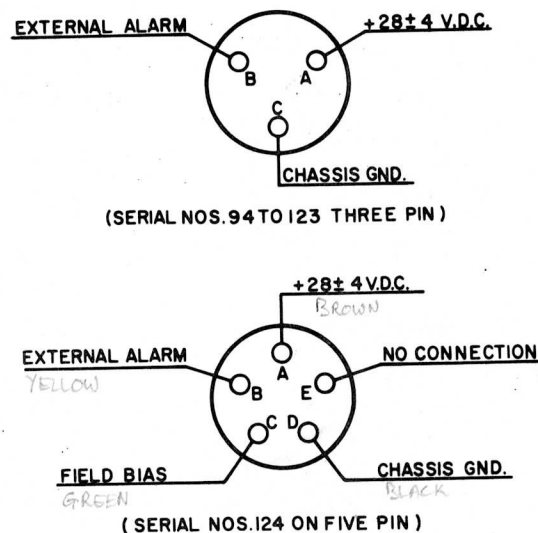 EXTERNAL ALARM
+28± 4 V.D.C.
B
A
C
CHASSIS GND.
(SERIAL NOS. 94 TO 123 THREE PIN)
+28± 4 V.D.C.
BROWN
EXTERNAL ALARM
YELLOW
NO CONNECTION
A
B
E
C
D
FIELD BIAS
GREEN
CHASSIS GND.
BLACK
(SERIAL NOS. 124 ON FIVE PIN)